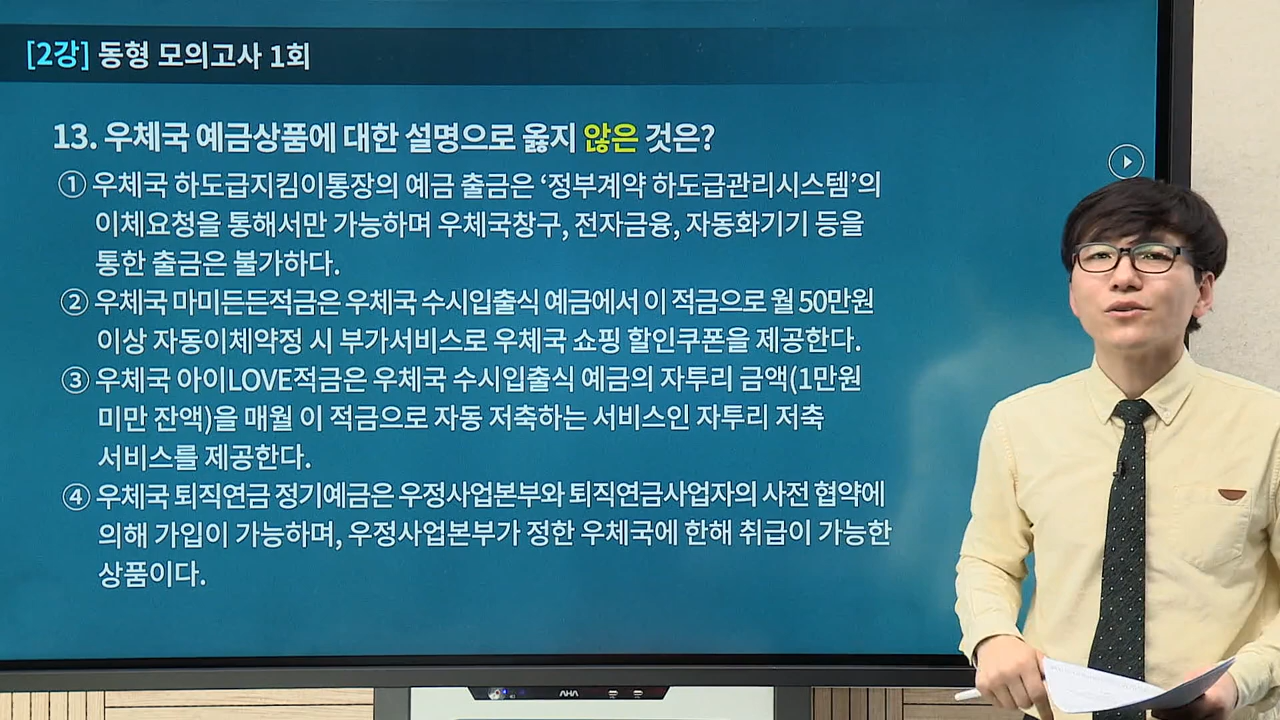 [2강] 동형 모의고사 1회
13. 우체국 예금상품에 대한 설명으로 옳지 않은 것은?
① 우체국 하도급지킴이통장의 예금 출금은 ‘정부계약 하도급관리시스템’의
이체요청을 통해서만 가능하며 우체국창구, 전자금융, 자동화기기 등을
통한 출금은 불가하다.
② 우체국 마미든든적금은 우체국 수시입출식 예금에서 이 적금으로 월 50만원
이상 자동이체약정 시 부가서비스로 우체국 쇼핑 할인쿠폰을 제공한다.
③ 우체국 아이LOVE적금은 우체국 수시입출식 예금의 자투리 금액(1만원
미만 잔액)을 매월 이 적금으로 자동 저축하는 서비스인 자투리 저축
서비스를 제공한다.
④ 우체국 퇴직연금 정기예금은 우정사업본부와 퇴직연금사업자의 사전 협약에
의해 가입이 가능하며, 우정사업본부가 정한 우체국에 한해 취급이 가능한
상품이다.
AHA